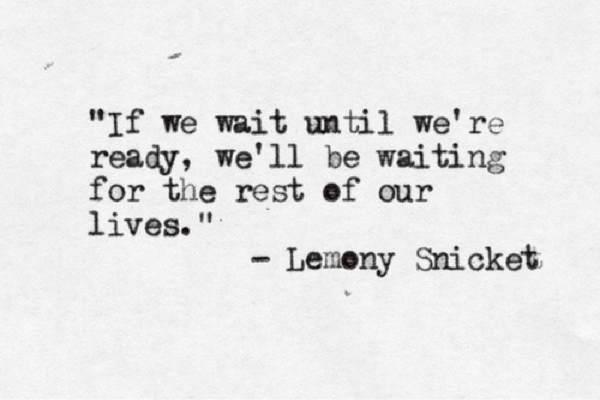 "If we wait until we're
ready, we'll be waiting
for the rest of our
lives."
- Lemony Snicket